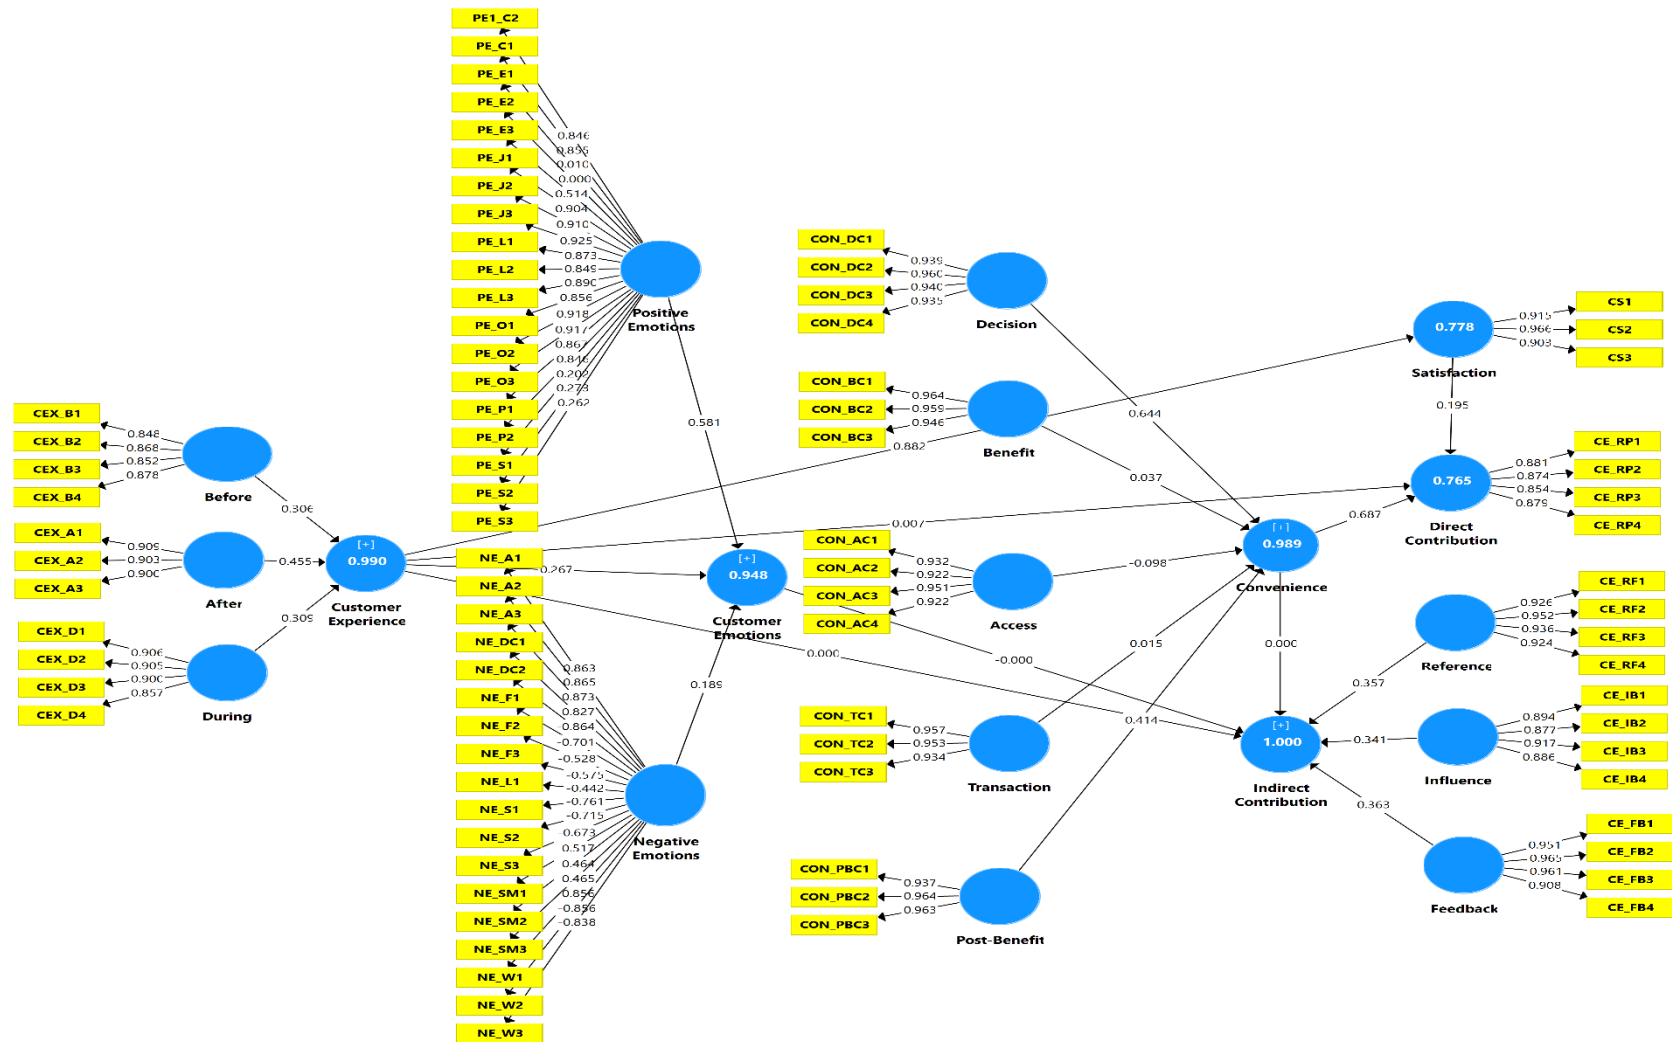 PE1_C2
PE_C1
PE_E1
PE_E2
PE_E3
PE_J1
PE_J2
PE_J3
PE_L1
PE_L2
PE_L3
PE_O1
PE_O2
PE_O3
PE_P1
PE_P2
PE_S1
PE_S2
PE_S3
0.846
0.855
0.010
0.000
0.514
0.904
0.910
0.925
0.873
0.849
0.890
0.856
0.918
0.917
0.867
0.846
0.202
0.273
0.262
Positive
Emotions
0.581
CEX_B1
CEX_B2
CEX_B3
CEX_B4
0.848
0.868
0.852
0.878
Before
0.306
CEX_A1
CEX_A2
CEX_A3
0.909
0.903
0.900
After
0.455
CEX_D1
CEX_D2
CEX_D3
CEX_D4
0.906
0.905
0.900
0.857
During
0.309
[+]
0.990
Customer
Experience
0.882
0.007
0.267
0.000
[+]
0.948
Customer
Emotions
-0.000
NE_A1
NE_A2
NE_A3
NE_DC1
NE_DC2
NE_F1
NE_F2
NE_F3
NE_L1
NE_S1
NE_S2
NE_S3
NE_SM1
NE_SM2
NE_SM3
NE_W1
NE_W2
NE_W3
0.863
0.865
0.873
0.827
-0.864
-0.701
-0.528
-0.575
-0.442
-0.761
-0.715
-0.673
0.517
0.464
0.465
0.856
-0.856
-0.838
Negative
Emotions
0.189
CON_DC1
CON_DC2
CON_DC3
CON_DC4
0.939
0.960
0.940
0.935
Decision
0.644
CON_BC1
CON_BC2
CON_BC3
0.964
0.959
0.946
Benefit
0.037
CON_AC1
CON_AC2
CON_AC3
CON_AC4
0.932
0.922
0.951
0.922
Access
-0.098
CON_TC1
CON_TC2
CON_TC3
0.957
0.953
0.934
Transaction
0.015
CON_PBC1
CON_PBC2
CON_PBC3
0.937
0.964
0.963
Post-Benefit
0.414
[+]
0.989
Convenience
0.687
0.000
0.778
Satisfaction
0.915
0.966
0.903
CS1
CS2
CS3
0.195
0.765
Direct
Contribution
0.881
0.874
0.854
0.879
CE_RP1
CE_RP2
CE_RP3
CE_RP4
Reference
0.926
0.952
0.936
0.924
CE_RF1
CE_RF2
CE_RF3
CE_RF4
0.357
[+]
1.000
Indirect
Contribution
0.341
Influence
0.894
0.877
0.917
0.886
CE_IB1
CE_IB2
CE_IB3
CE_IB4
0.363
Feedback
0.951
0.965
0.961
0.908
CE_FB1
CE_FB2
CE_FB3
CE_FB4